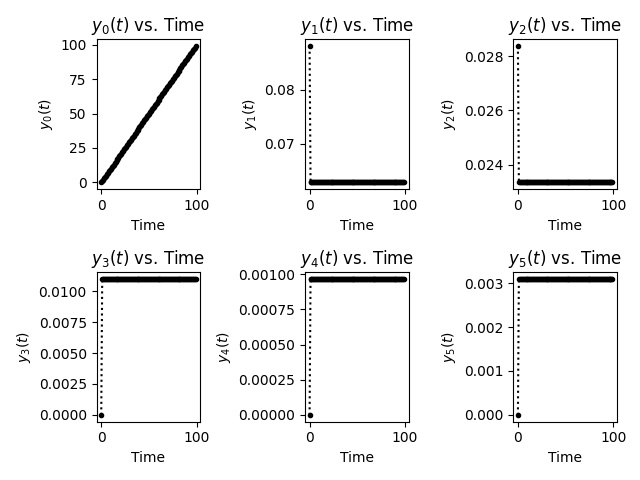 y₀(t) vs. Time
y₁(t) vs. Time
y₂(t) vs. Time
100
75
50
25
0
y₀(t)
0 100
Time
0.08
0.07
y₁(t)
0 100
Time
0.028
0.026
0.024
y₂(t)
0 100
Time
y₃(t) vs. Time
y₄(t) vs. Time
y₅(t) vs. Time
0.0100
0.0075
0.0050
0.0025
0.0000
y₃(t)
0 100
Time
0.00100
0.00075
0.00050
0.00025
0.00000
y₄(t)
0 100
Time
0.003
0.002
0.001
0.000
y₅(t)
0 100
Time